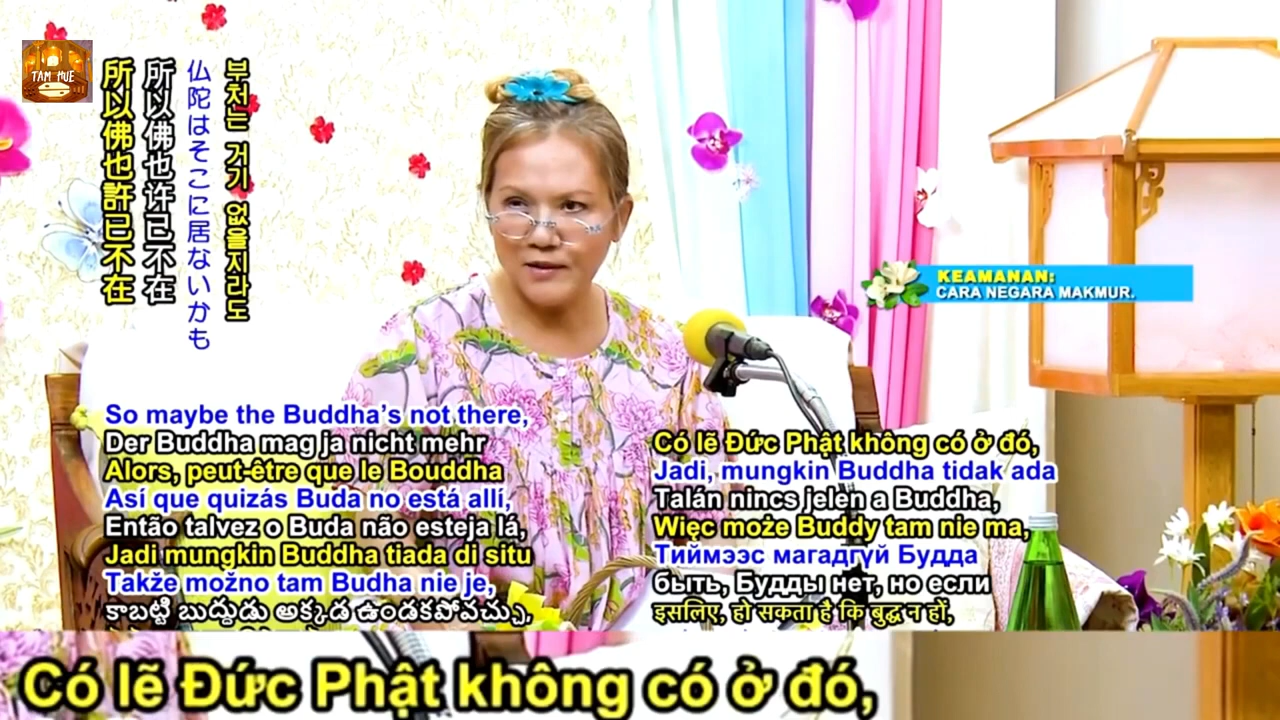 TAM HUE
所以佛也許已不在
所以佛也许已不在
仏陀はそこに居ないかも
부처는 거기 없을지라도
KEAMANAN:
CARA NEGARA MAKMUR.
So maybe the Buddha's not there,
Der Buddha mag ja nicht mehr
Alors, peut-être que le Bouddha
Así que quizás Buda no está allí,
Então talvez o Buda não esteja lá,
Jadi mungkin Buddha tiada di situ
Takže možno tam Budha nie je,
కాబట్టి బుద్ధుడు అక్కడ ఉండకపోవచ్చు,
Có lẽ Đức Phật không có ở đó,
Jadi, mungkin Buddha tidak ada
Talán nincs jelen a Buddha,
Więc może Buddy tam nie ma,
Тиймээс магадгүй Будда
быть, Будды нет, но если
इसलिए, हो सकता है कि बुद्ध न हों,
Có lẽ Đức Phật không có ở đó,